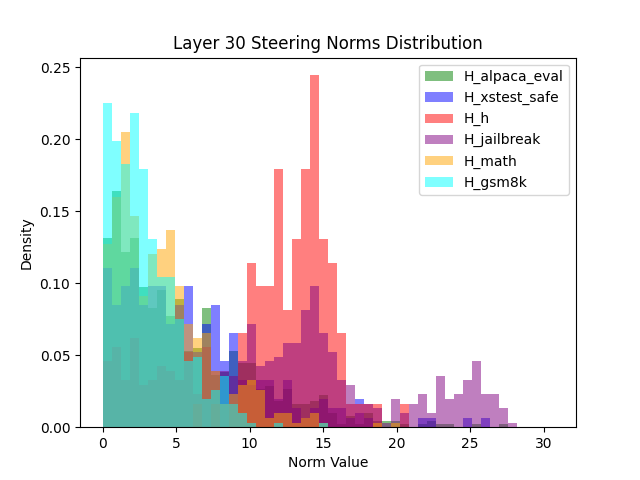 Layer 30 Steering Norms Distribution
0.25
0.20
0.15
0.10
0.05
0.00
Density
H_alpaca_eval
H_xstest_safe
H_h
H_jailbreak
H_math
H_gsm8k
0 5 10 15 20 25 30
Norm Value